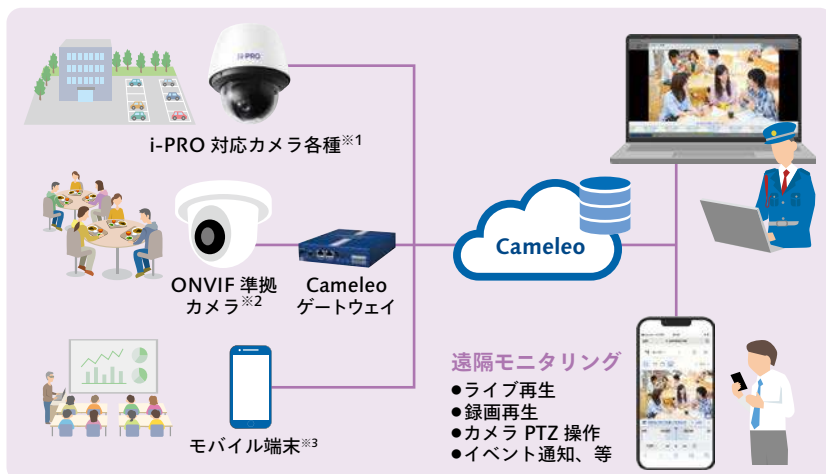 i-PRO
i-PRO 対応カメラ各種※1
ONVIF 準拠
カメラ※2
Cameleo
ゲートウェイ
モバイル端末※3
Cameleo
遠隔モニタリング
●ライブ再生
●録画再生
●カメラ PTZ 操作
●イベント通知、等